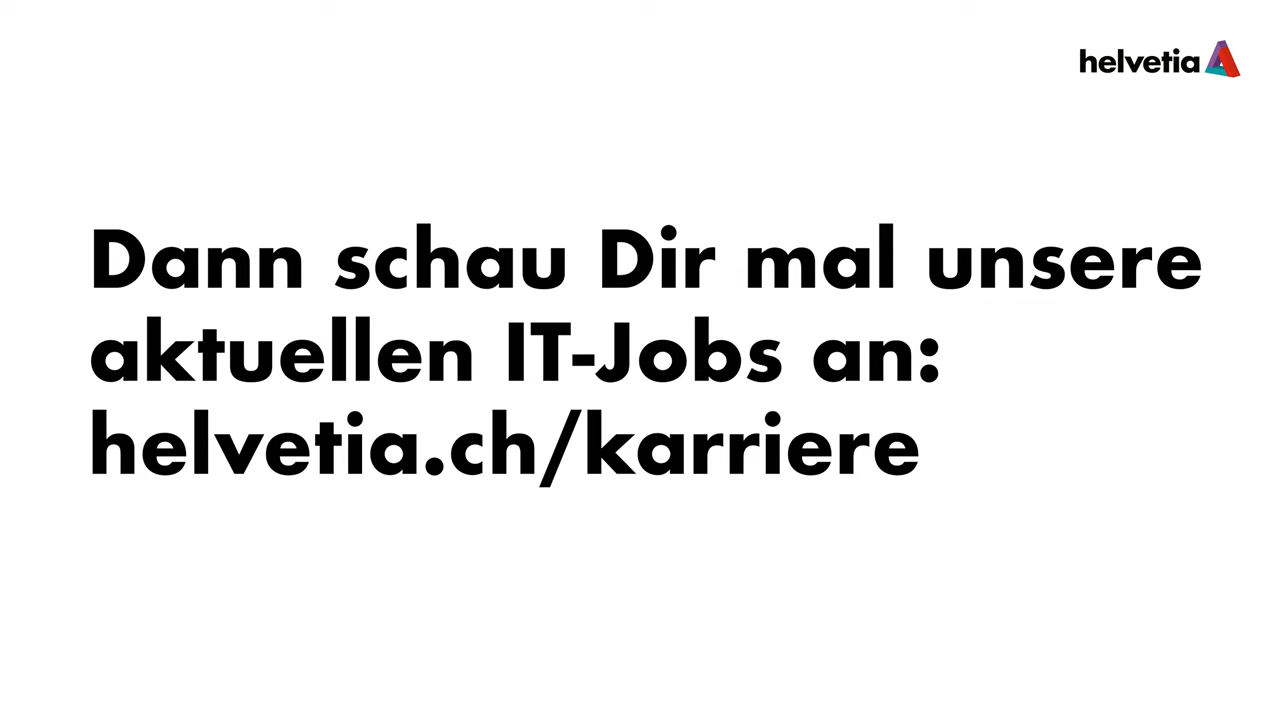 helvetia
Dann schau Dir mal unsere
aktuellen IT-Jobs an:
helvetia.ch/karriere